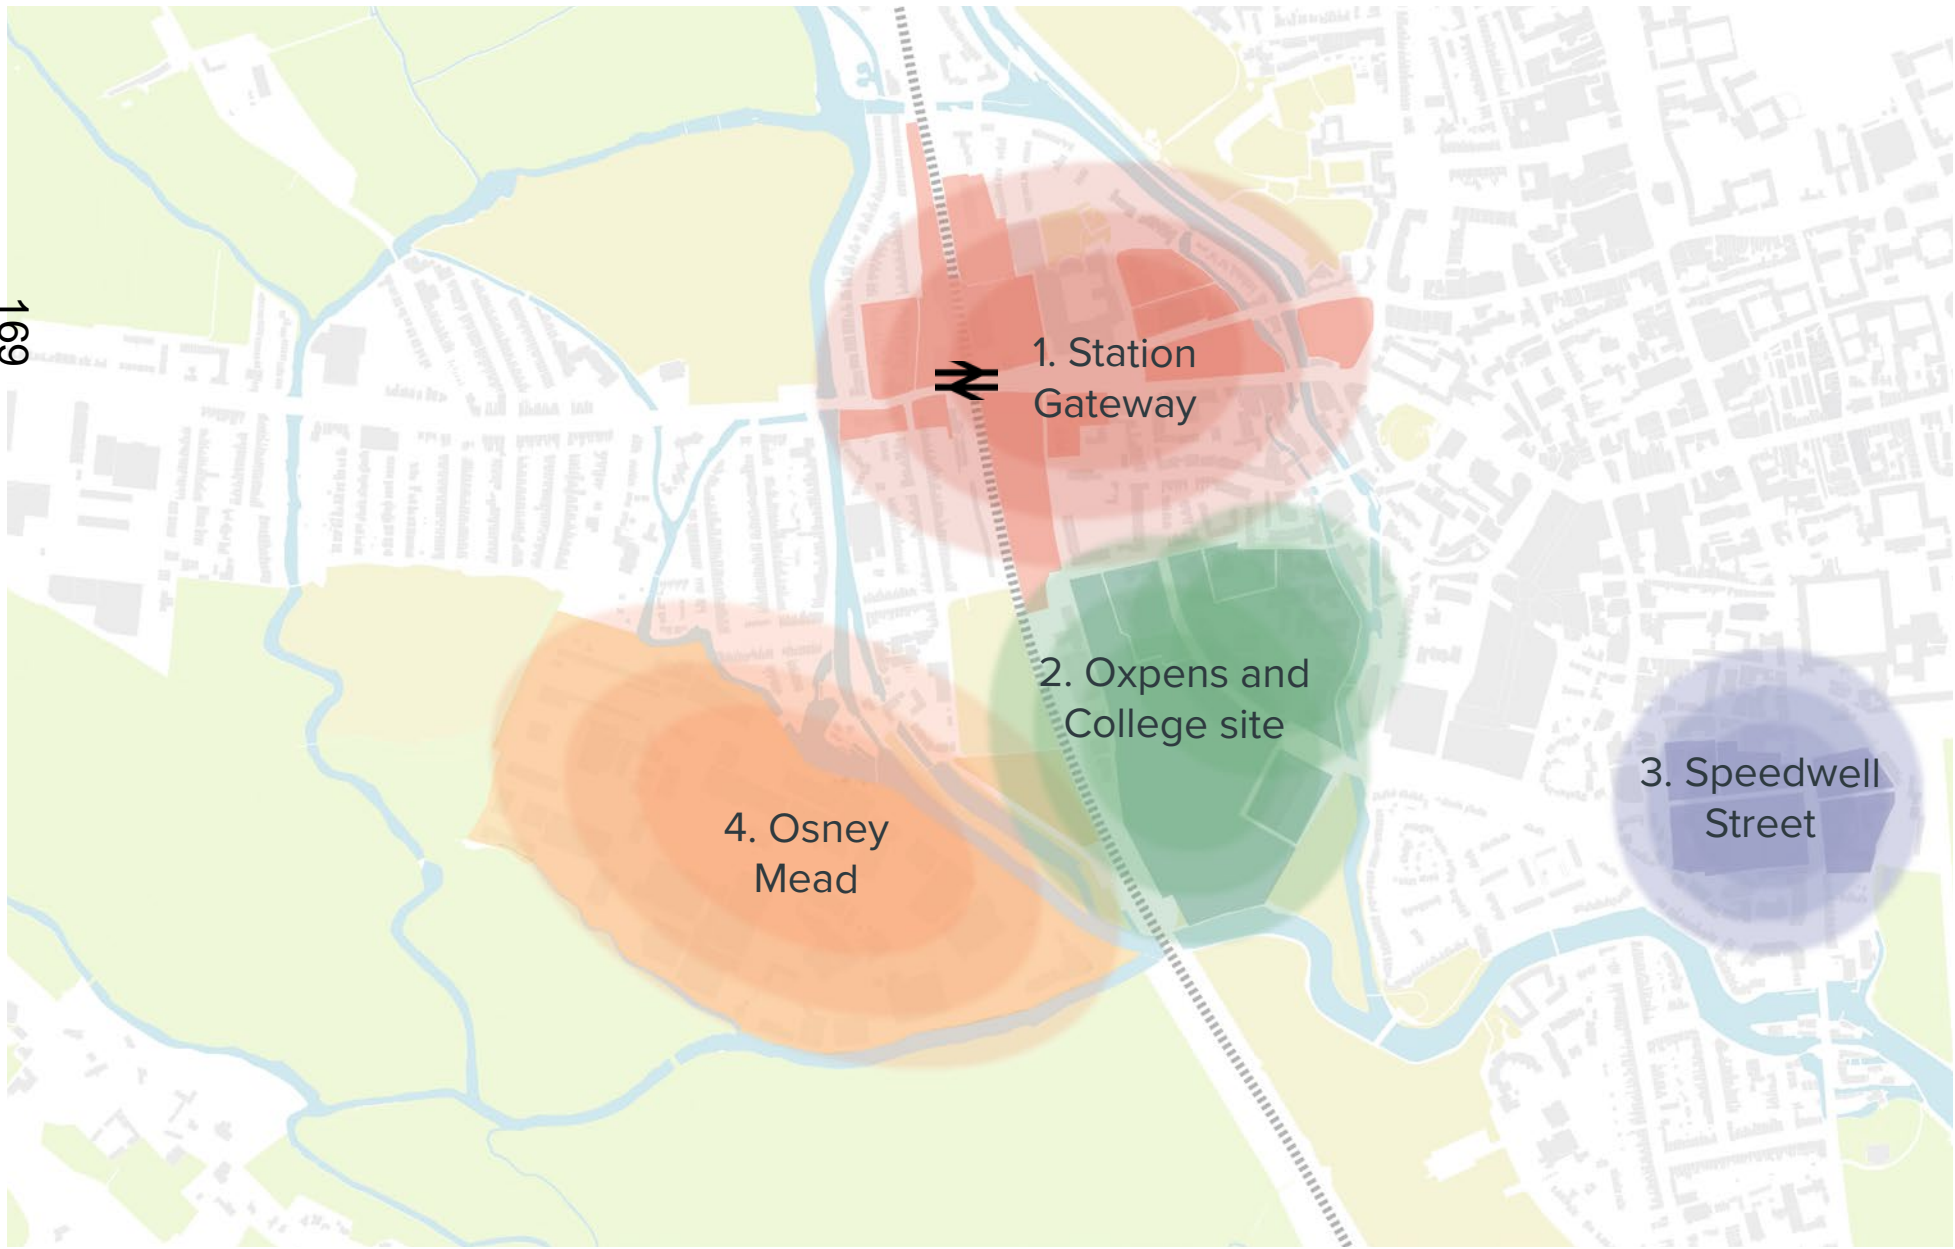 169
1. Station
Gateway
2. Oxpens and
College site
3. Speedwell
Street
4. Osney
Mead